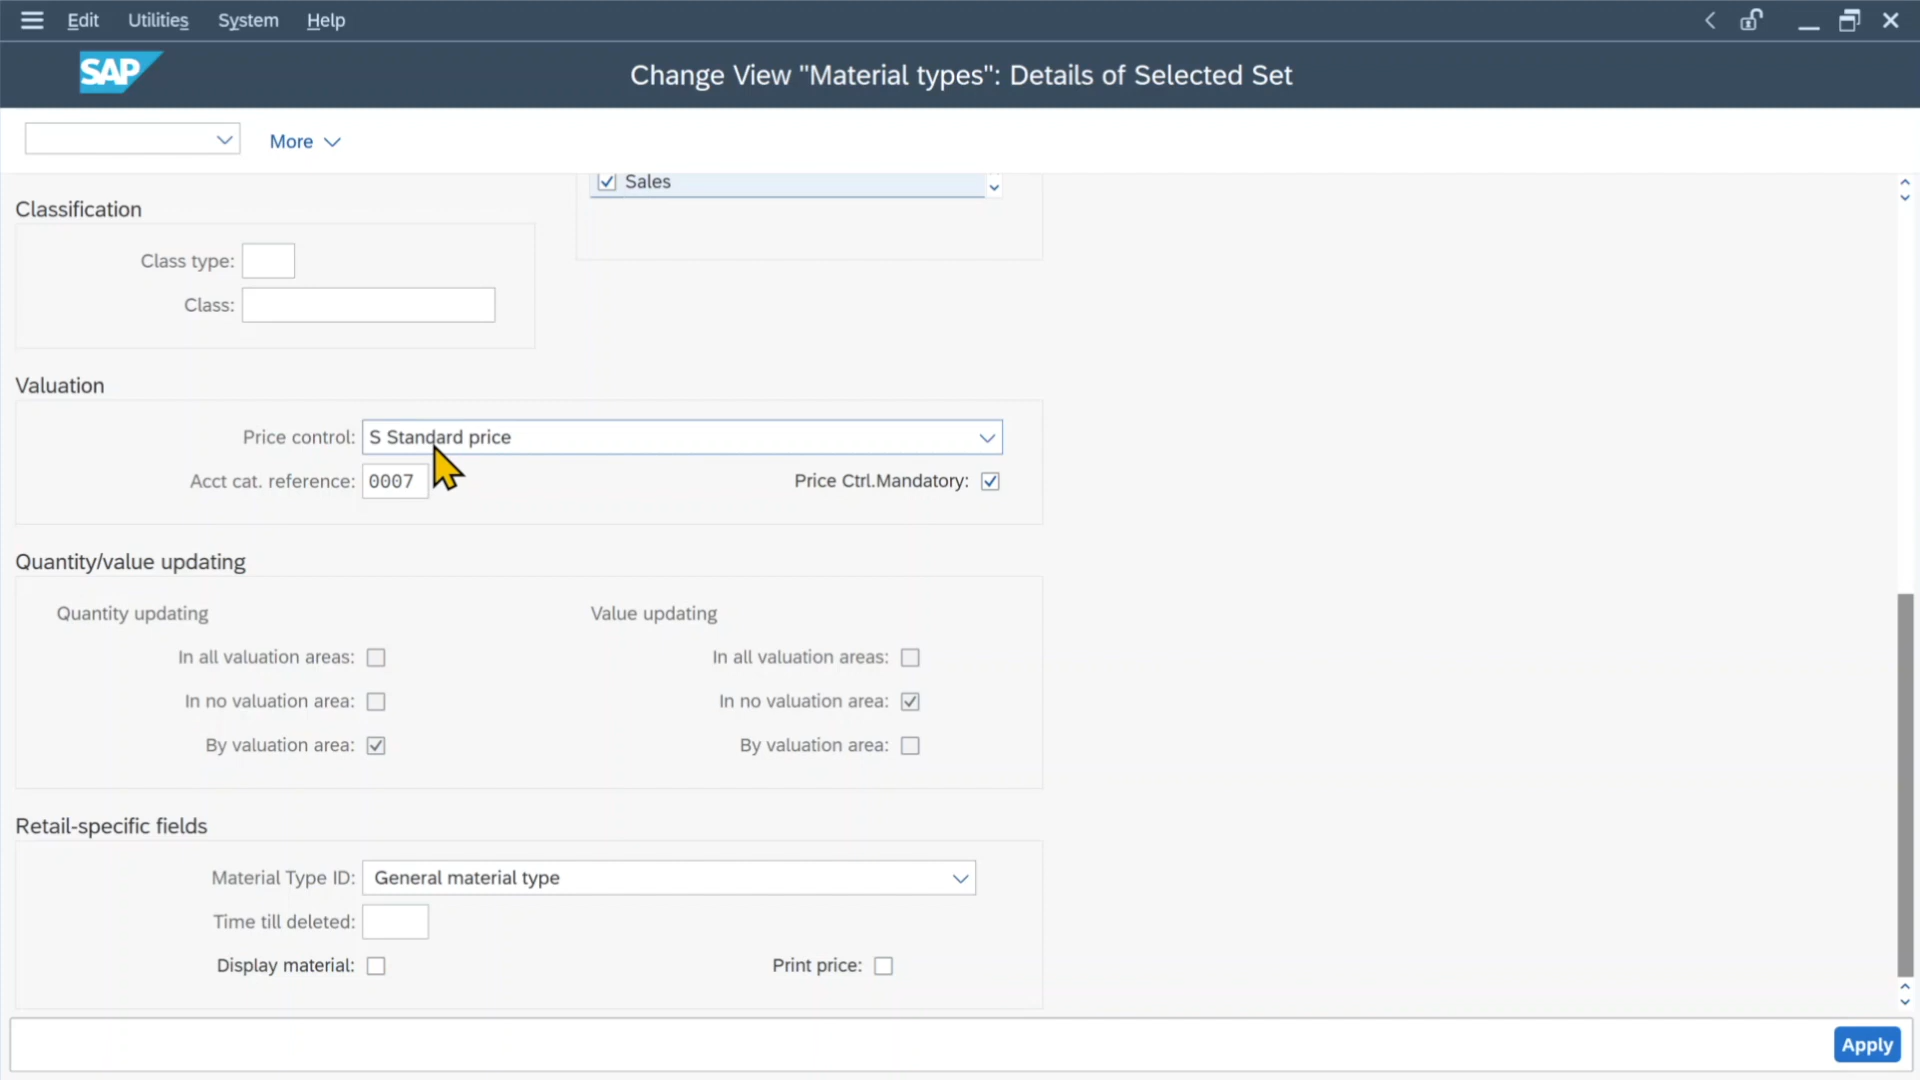 Edit Utilities System Help
SAP Change View "Material types": Details of Selected Set
More
Sales
Classification
Class type:
Class:
Valuation
Price control: S Standard price
Acct cat. reference: 0007 Price Ctrl.Mandatory:
Quantity/value updating
Quantity updating Value updating
In all valuation areas: In all valuation areas:
In no valuation area: In no valuation area:
By valuation area: By valuation area:
Retail-specific fields
Material Type ID: General material type
Time till deleted:
Display material: Print price:
Apply